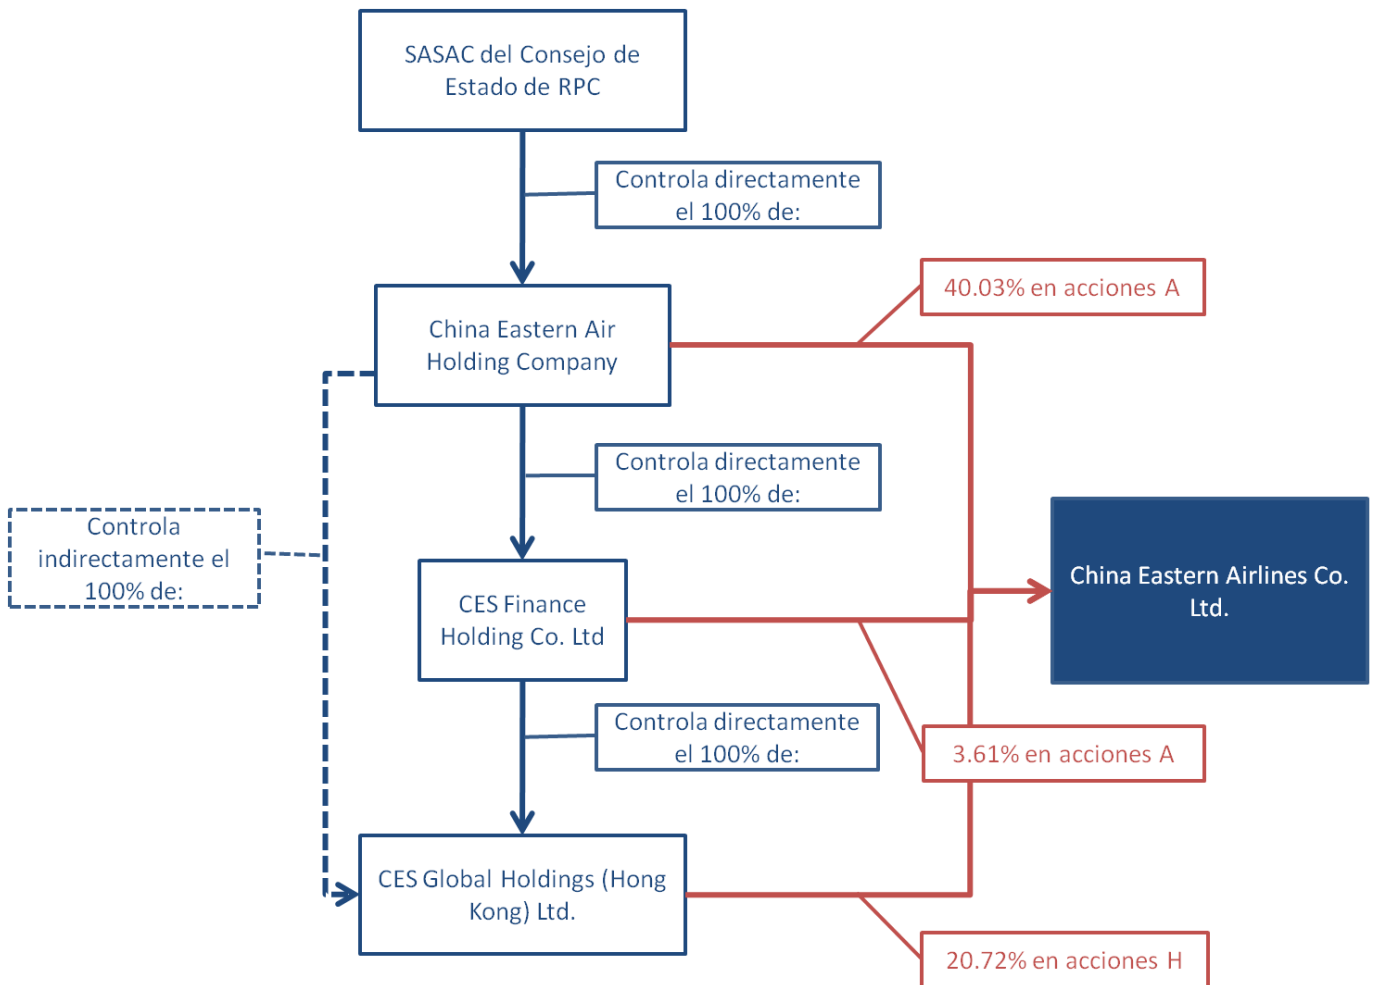 SASAC del Consejo de
Estado de RPC
Controla directamente
el 100% de:
40.03% en acciones A
China Eastern Air
Holding Company
Controla directamente
el 100% de:
Controla
indirectamente el
100% de:
China Eastern Airlines Co.
Ltd.
CES Finance
Holding Co. Ltd
Controla directamente
el 100% de:
3.61% en acciones A
CES Global Holdings (Hong
Kong) Ltd.
20.72% en acciones H